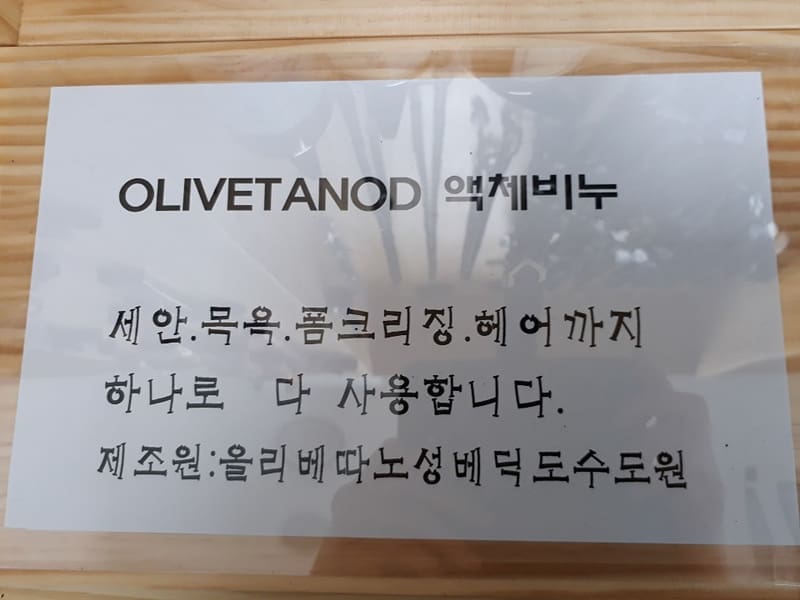 OLIVETANOD 액체비누
세안.목욕.폼크리징.헤어까지
하나로 다 사용합니다.
제조원:올리베따노성베딕도수도원